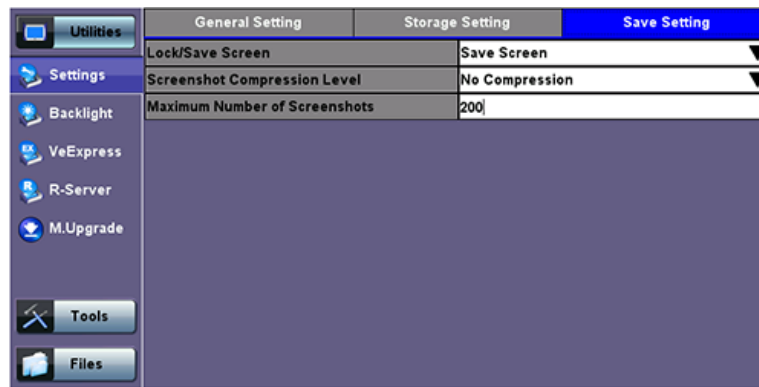 Utilities
Settings
Backlight
EX
VeExpress
R
R-Server
M.Upgrade
Tools
Files
General Setting
Storage Setting
Save Setting
Lock/Save Screen
Save Screen
Screenshot Compression Level
No Compression
Maximum Number of Screenshots
200